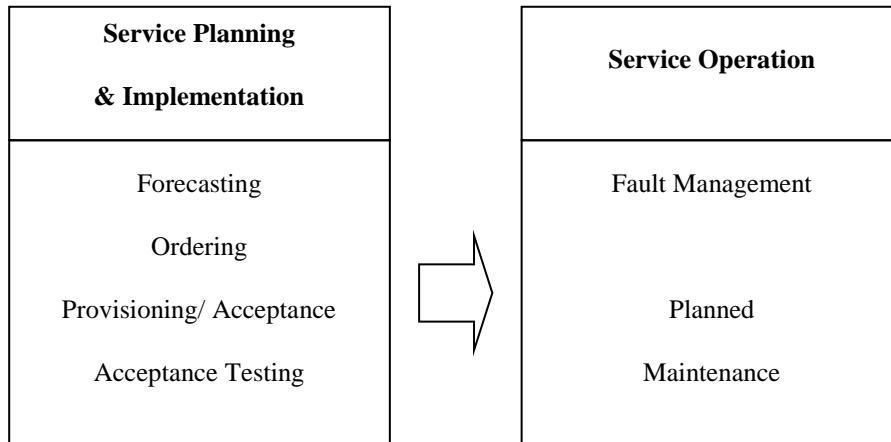 Service Planning
& Implementation
Forecasting
Ordering
Provisioning/ Acceptance
Acceptance Testing
Service Operation
Fault Management
Planned
Maintenance